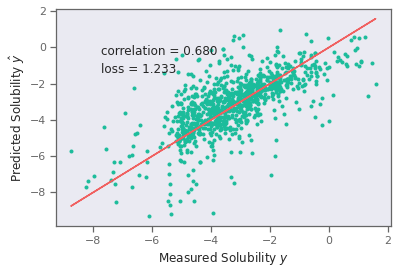 2
0
−2
−4
−6
−8
Predicted Solubility ŷ
correlation = 0.680
loss = 1.233
−8 −6 −4 −2 0 2
Measured Solubility y